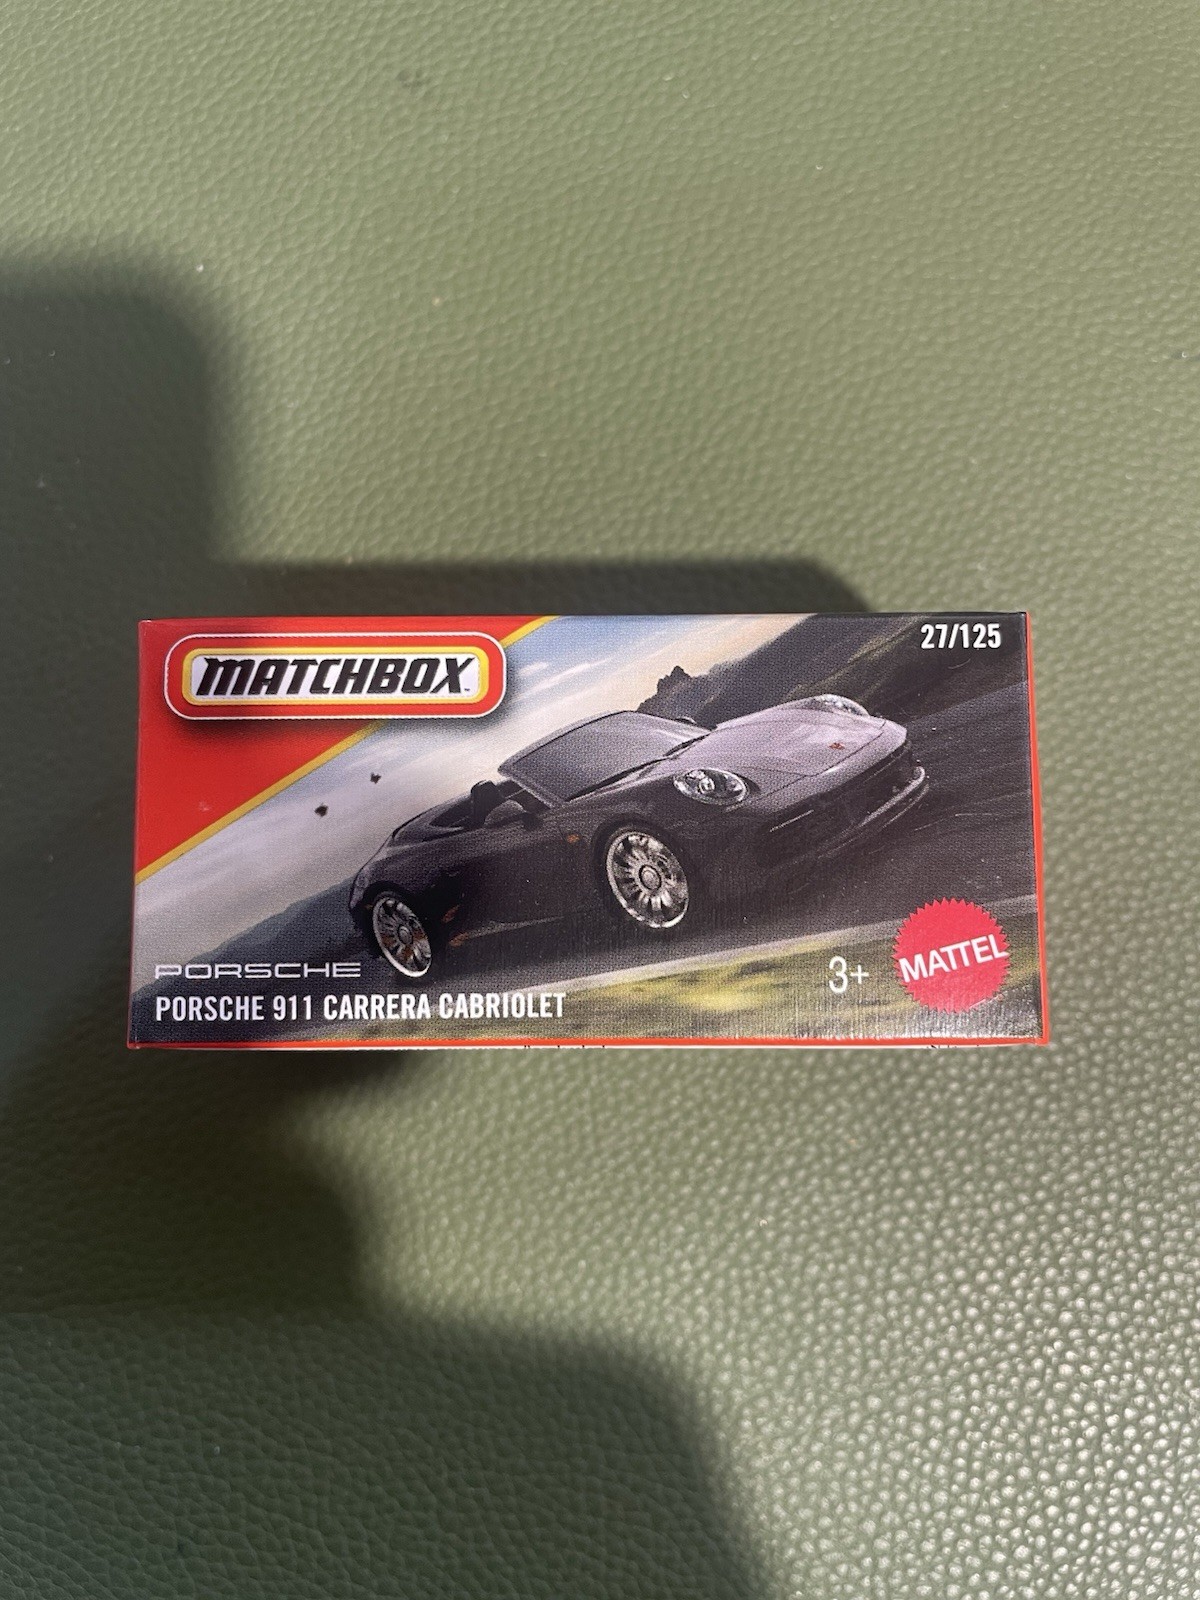 MATCHBOX
27/125
PORSCHE
PORSCHE 911 CARRERA CABRIOLET
3+
MATTEL